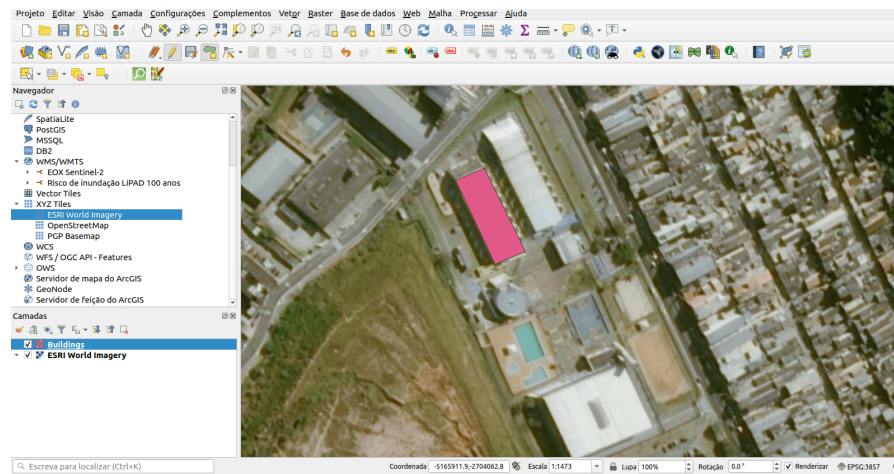 Projeto Editar Visão Camada Configurações Complementos Vetor Raster Base de dados Web Malha Processar Ajuda
Navegador
SpatiaLite
PostGIS
MSSQL
DB2
WMS/WMTS
EOX Sentinel-2
Risco de inundação LiPAD 100 anos
Vector Tiles
XYZ Tiles
ESRI World Imagery
OpenStreetMap
PGP Basemap
WCS
WFS / OGC API - Features
OWS
Servidor de mapa do ArcGIS
GeoNode
Servidor de feição do ArcGIS
Camadas
Buildings
ESRI World Imagery
Escreva para localizar (Ctrl+K) Coordenada -5165911.9,-2704062.8 Escala 1:1473 Lupa 100% Rotação 0.0 ° Renderizar EPSG:3857